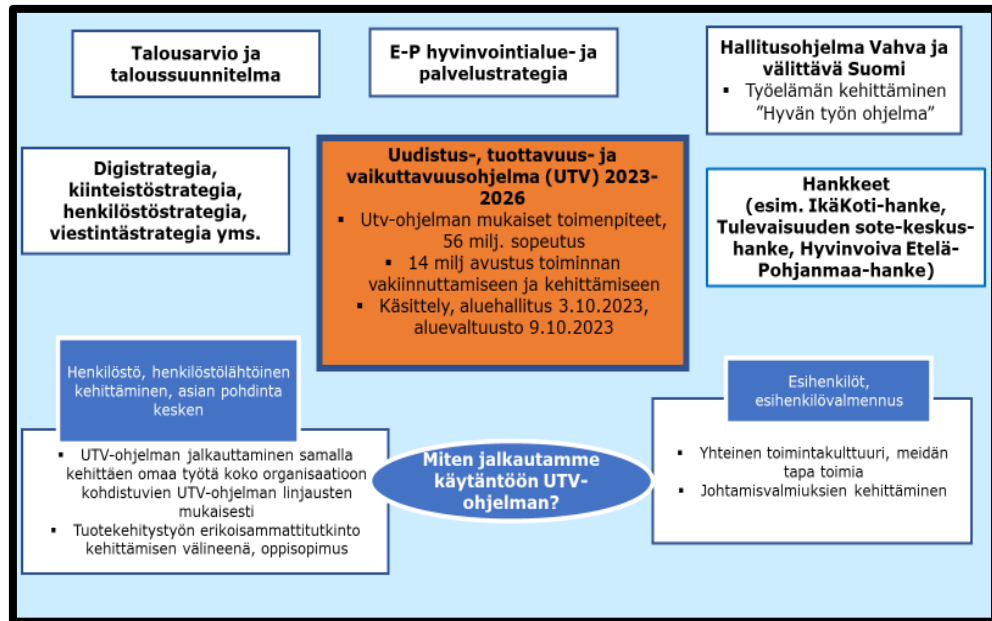 Talousarvio ja
taloussuunnitelma
E-P hyvinvointialue- ja
palvelustrategia
Hallitusohjelma Vahva ja
välittävä Suomi
▪ Työelämän kehittäminen
”Hyvän työn ohjelma”
Digistrategia,
kiinteistöstrategia,
henkilöstöstrategia,
viestintästrategia yms.
Uudistus-, tuottavuus- ja
vaikuttavuusohjelma (UTV) 2023-
2026
▪ Utv-ohjelman mukaiset toimenpiteet,
56 milj. sopeutus
▪ 14 milj avustus toiminnan
vakiinnuttamiseen ja kehittämiseen
▪ Käsittely, aluehallitus 3.10.2023,
aluevaltuusto 9.10.2023
Hankkeet
(esim. IkäKoti-hanke,
Tulevaisuuden sote-keskus-
hanke, Hyvinvoiva Etelä-
Pohjanmaa-hanke)
Henkilöstö, henkilöstölähtöinen
kehittäminen, asian pohdinta
kesken
▪ UTV-ohjelman jalkauttaminen samalla
kehittäen omaa työtä koko organisaatioon
kohdistuvien UTV-ohjelman linjausten
mukaisesti
▪ Tuotekehitystyön erikoisammattitutkinto
kehittämisen välineenä, oppisopimus
Miten jalkautamme
käytäntöön UTV-
ohjelman?
Esihenkilöt,
esihenkilövalmennus
▪ Yhteinen toimintakulttuuri, meidän
tapa toimia
▪ Johtamisvalmiuksien kehittäminen